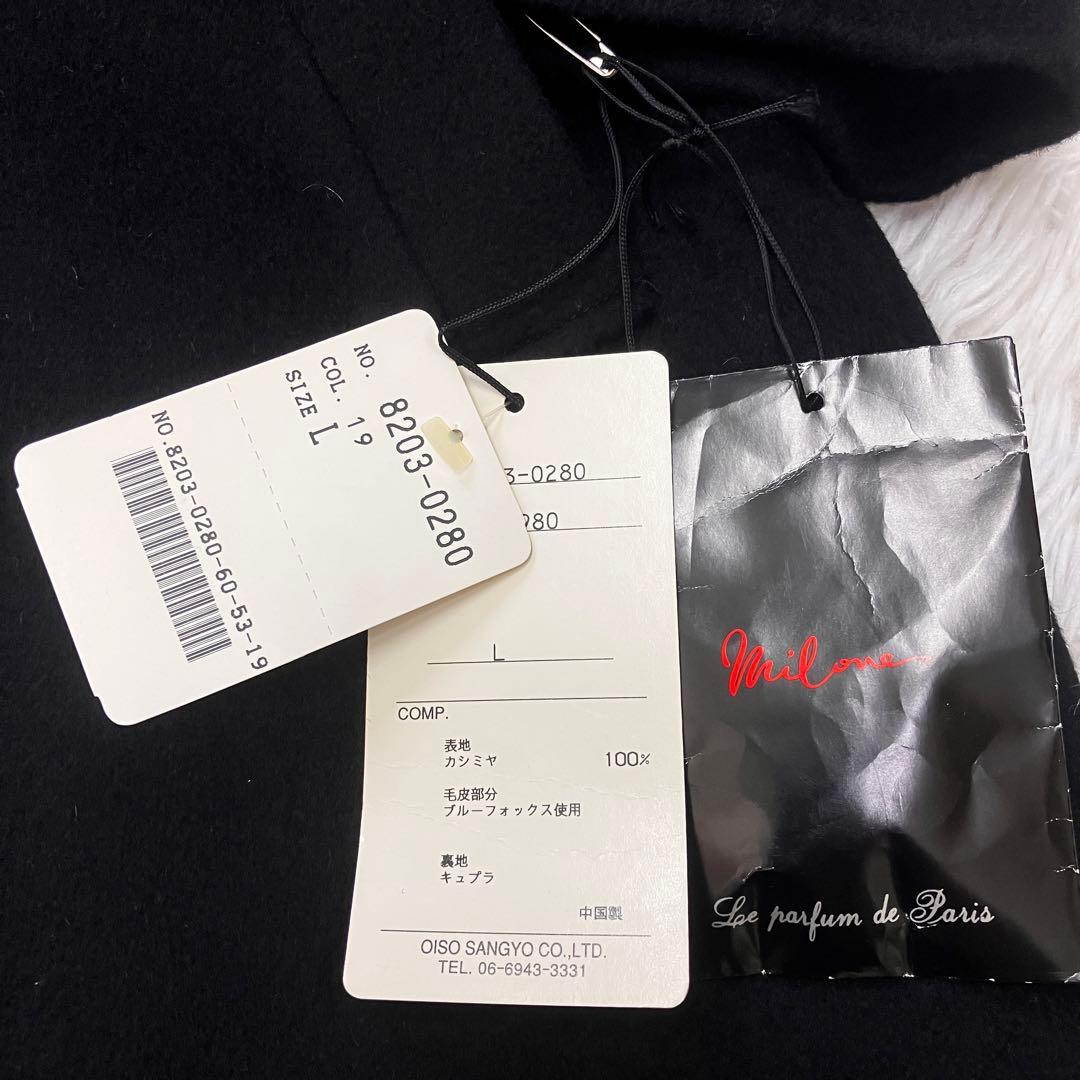 NO. 8203-0280
COL. 19
SIZE L
NO.8203-0280-60-53-19
3-0280
980
L
COMP.
表地
カシミヤ 100%
毛皮部分
ブルーフォックス使用
裏地
キュプラ
中国製
OISO SANGYO CO.,LTD.
TEL. 06-6943-3331
Milone
Le parfum de Paris